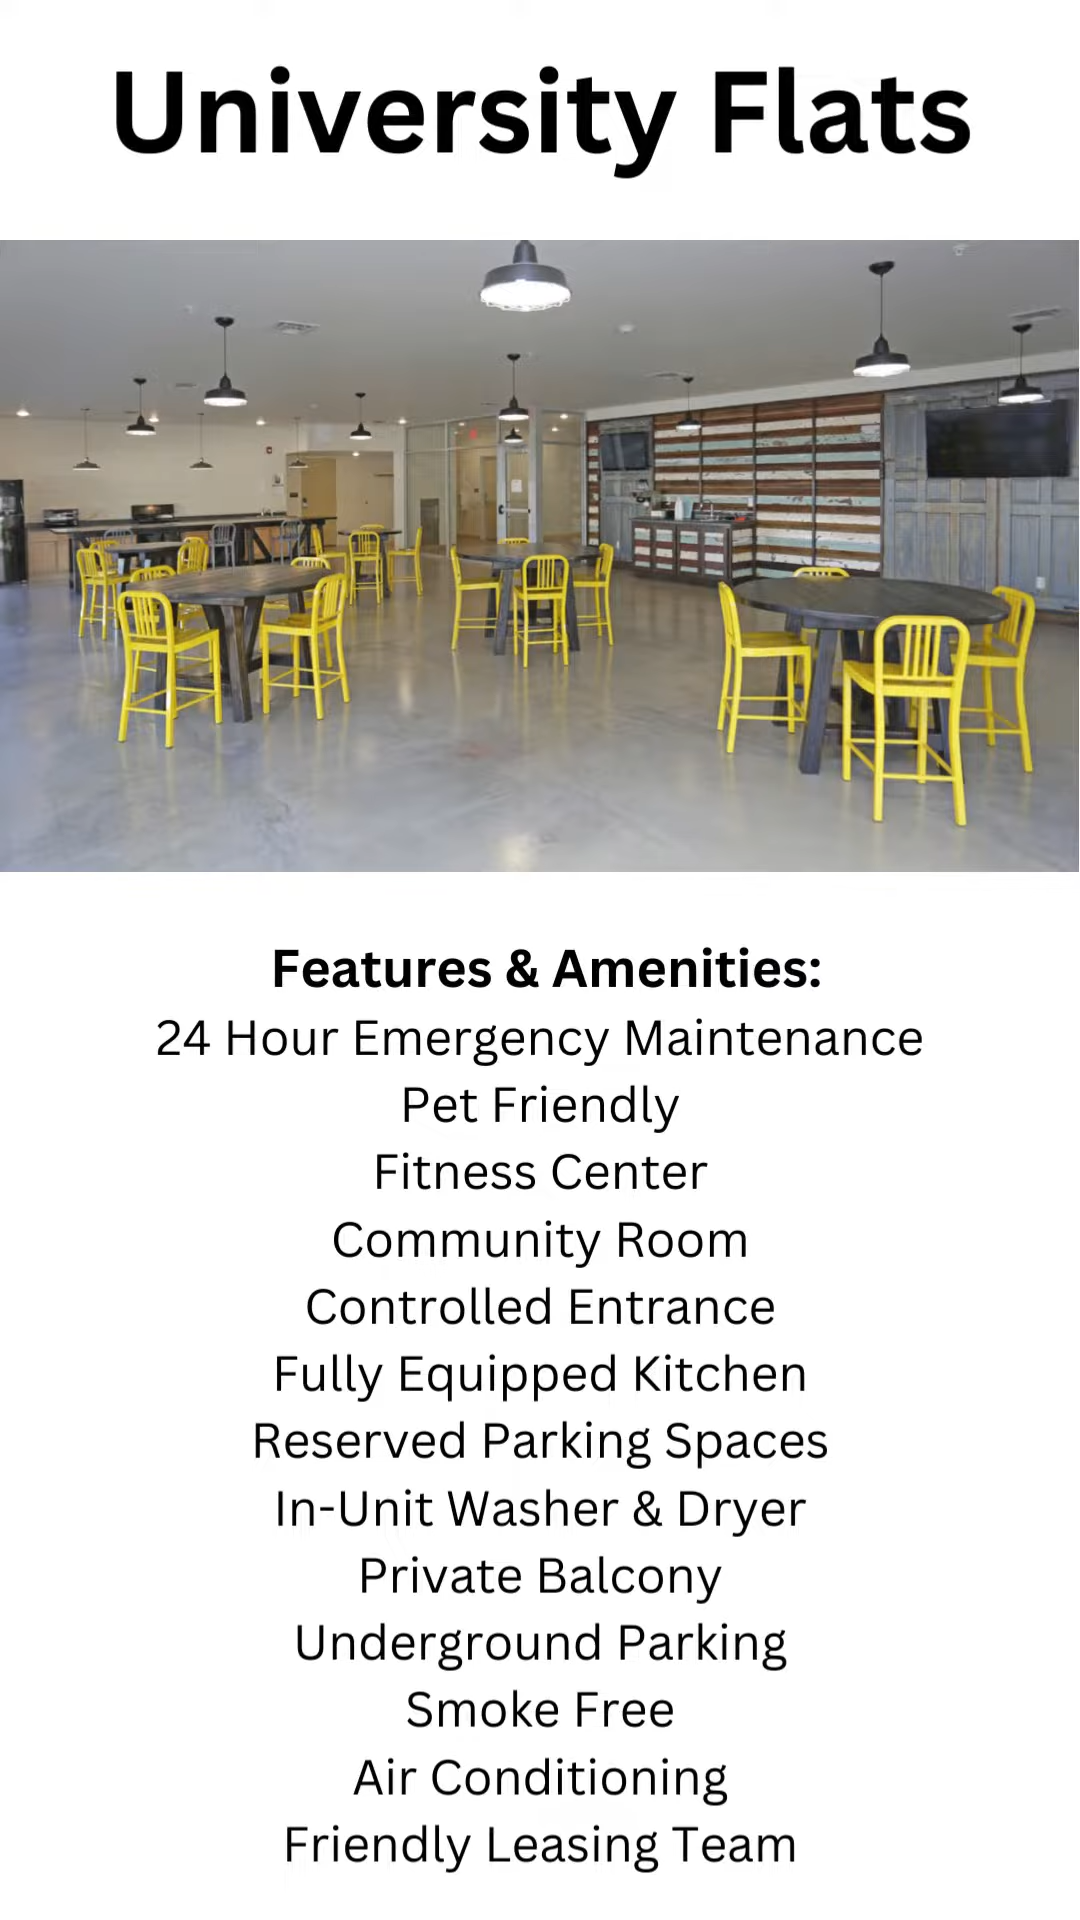 University Flats
Features & Amenities:
24 Hour Emergency Maintenance
Pet Friendly
Fitness Center
Community Room
Controlled Entrance
Fully Equipped Kitchen
Reserved Parking Spaces
In-Unit Washer & Dryer
Private Balcony
Underground Parking
Smoke Free
Air Conditioning
Friendly Leasing Team